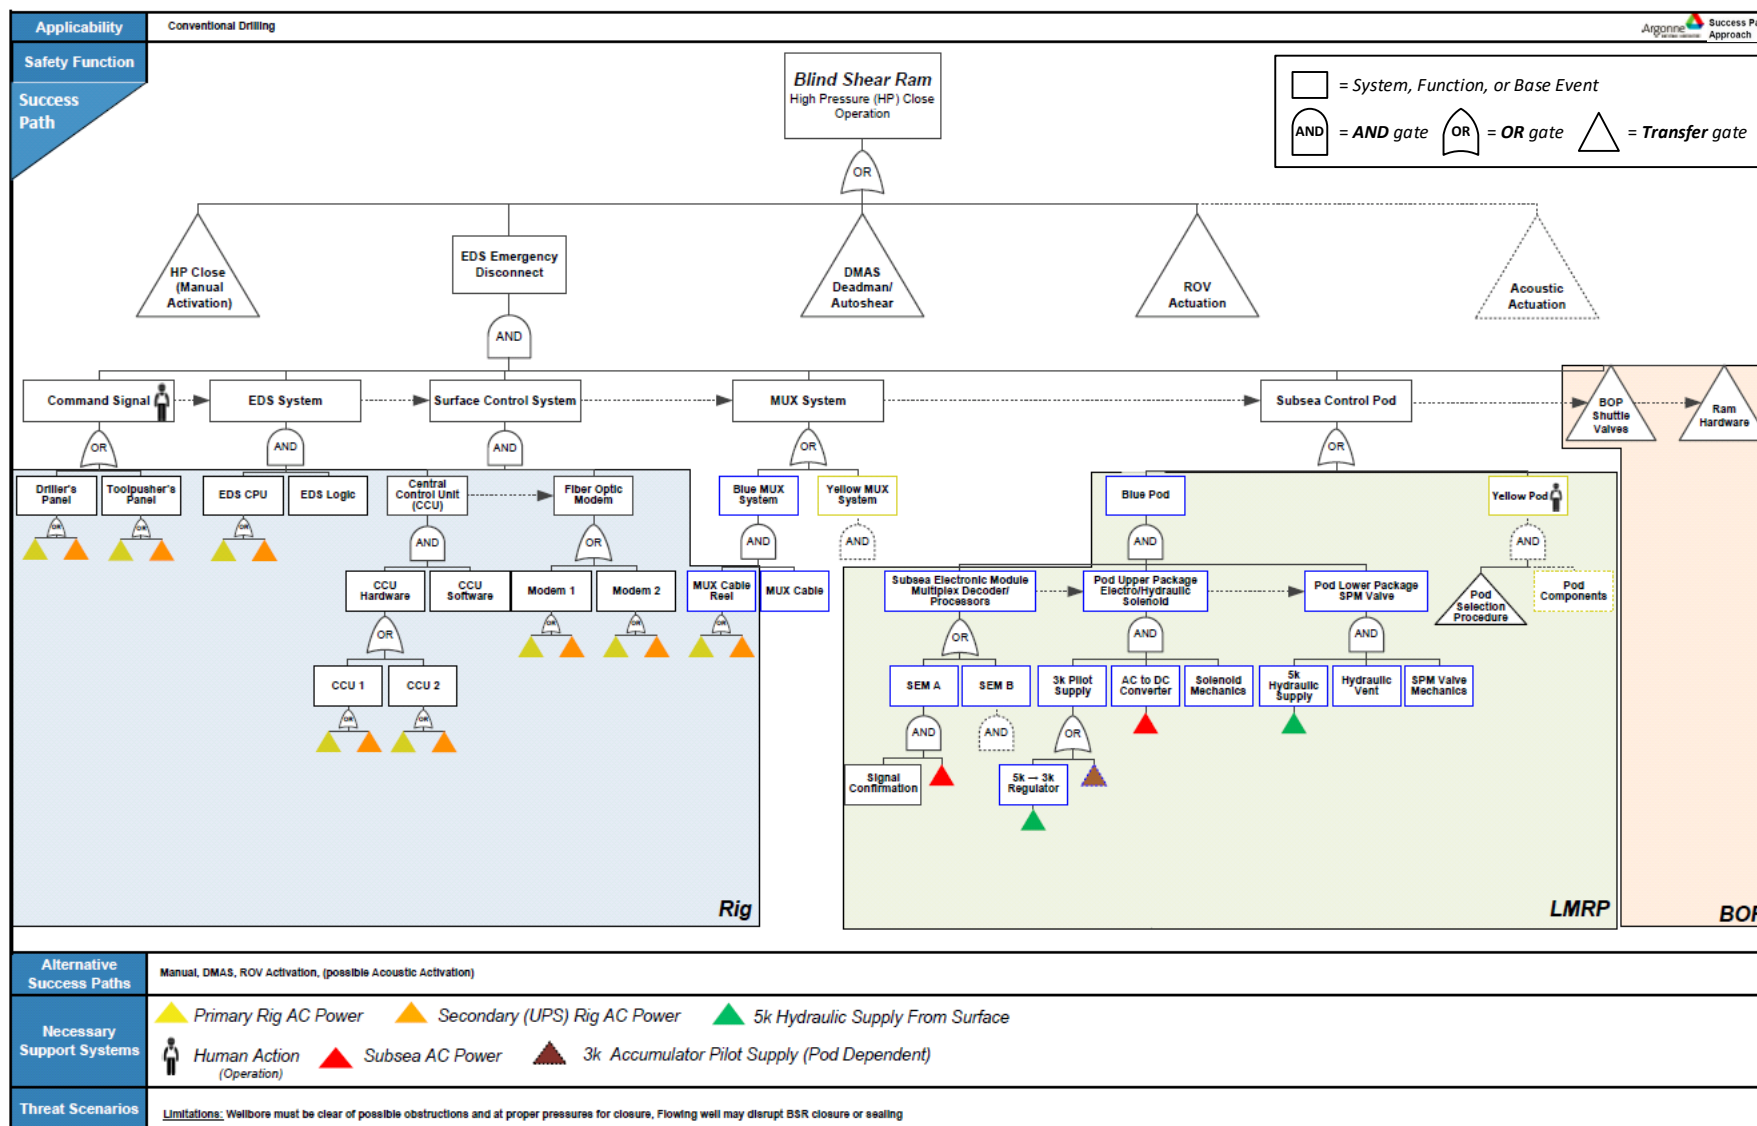 Applicability
Conventional Drilling
Argonne
Success Pa
Approach
Safety Function
Success
Path
Blind Shear Ram
High Pressure (HP) Close
Operation
= System, Function, or Base Event
AND
= AND gate
OR
= OR gate
= Transfer gate
OR
HP Close
(Manual
Activation)
EDS Emergency
Disconnect
DMAS
Deadman/
Autoshear
ROV
Actuation
Acoustic
Actuation
AND
Command Signal
EDS System
Surface Control System
MUX System
Subsea Control Pod
BOP
Shuttle
Valves
Ram
Hardware
OR
AND
AND
OR
OR
Driller's
Panel
Toolpusher's
Panel
EDS CPU
EDS Logic
Central
Control Unit
(CCU)
Fiber Optic
Modem
Blue MUX
System
Yellow MUX
System
Blue Pod
Yellow Pod
OR
OR
OR
AND
OR
AND
AND
AND
AND
CCU
Hardware
CCU
Software
Modem 1
Modem 2
MUX Cable
Reel
MUX Cable
Subsea Electronic Module
Multiplex Decoder/
Processors
Pod Upper Package
Electro/Hydraulic
Solenoid
Pod Lower Package
SPM Valve
Pod
Selection
Procedure
Pod
Components
OR
OR
OR
OR
OR
AND
AND
CCU 1
CCU 2
SEM A
SEM B
3k Pilot
Supply
AC to DC
Converter
Solenoid
Mechanics
5k
Hydraulic
Supply
Hydraulic
Vent
SPM Valve
Mechanics
OR
OR
AND
AND
OR
Signal
Confirmation
5k → 3k
Regulator
Rig
LMRP
BOP
Alternative
Success Paths
Manual, DMAS, ROV Activation, (possible Acoustic Activation)
Necessary
Support Systems
Primary Rig AC Power
Secondary (UPS) Rig AC Power
5k Hydraulic Supply From Surface
Human Action
(Operation)
Subsea AC Power
3k Accumulator Pilot Supply (Pod Dependent)
Threat Scenarios
Limitations: Wellbore must be clear of possible obstructions and at proper pressures for closure, Flowing well may disrupt BSR closure or sealing